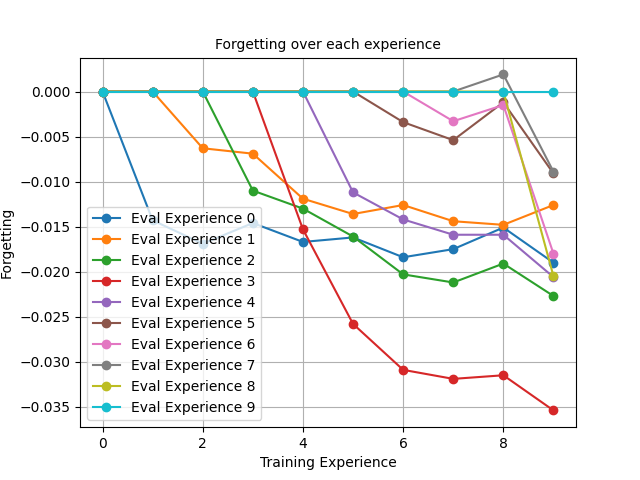 Forgetting over each experience
0.000
−0.005
−0.010
−0.015
−0.020
−0.025
−0.030
−0.035
Forgetting
Eval Experience 0
Eval Experience 1
Eval Experience 2
Eval Experience 3
Eval Experience 4
Eval Experience 5
Eval Experience 6
Eval Experience 7
Eval Experience 8
Eval Experience 9
0 2 4 6 8
Training Experience